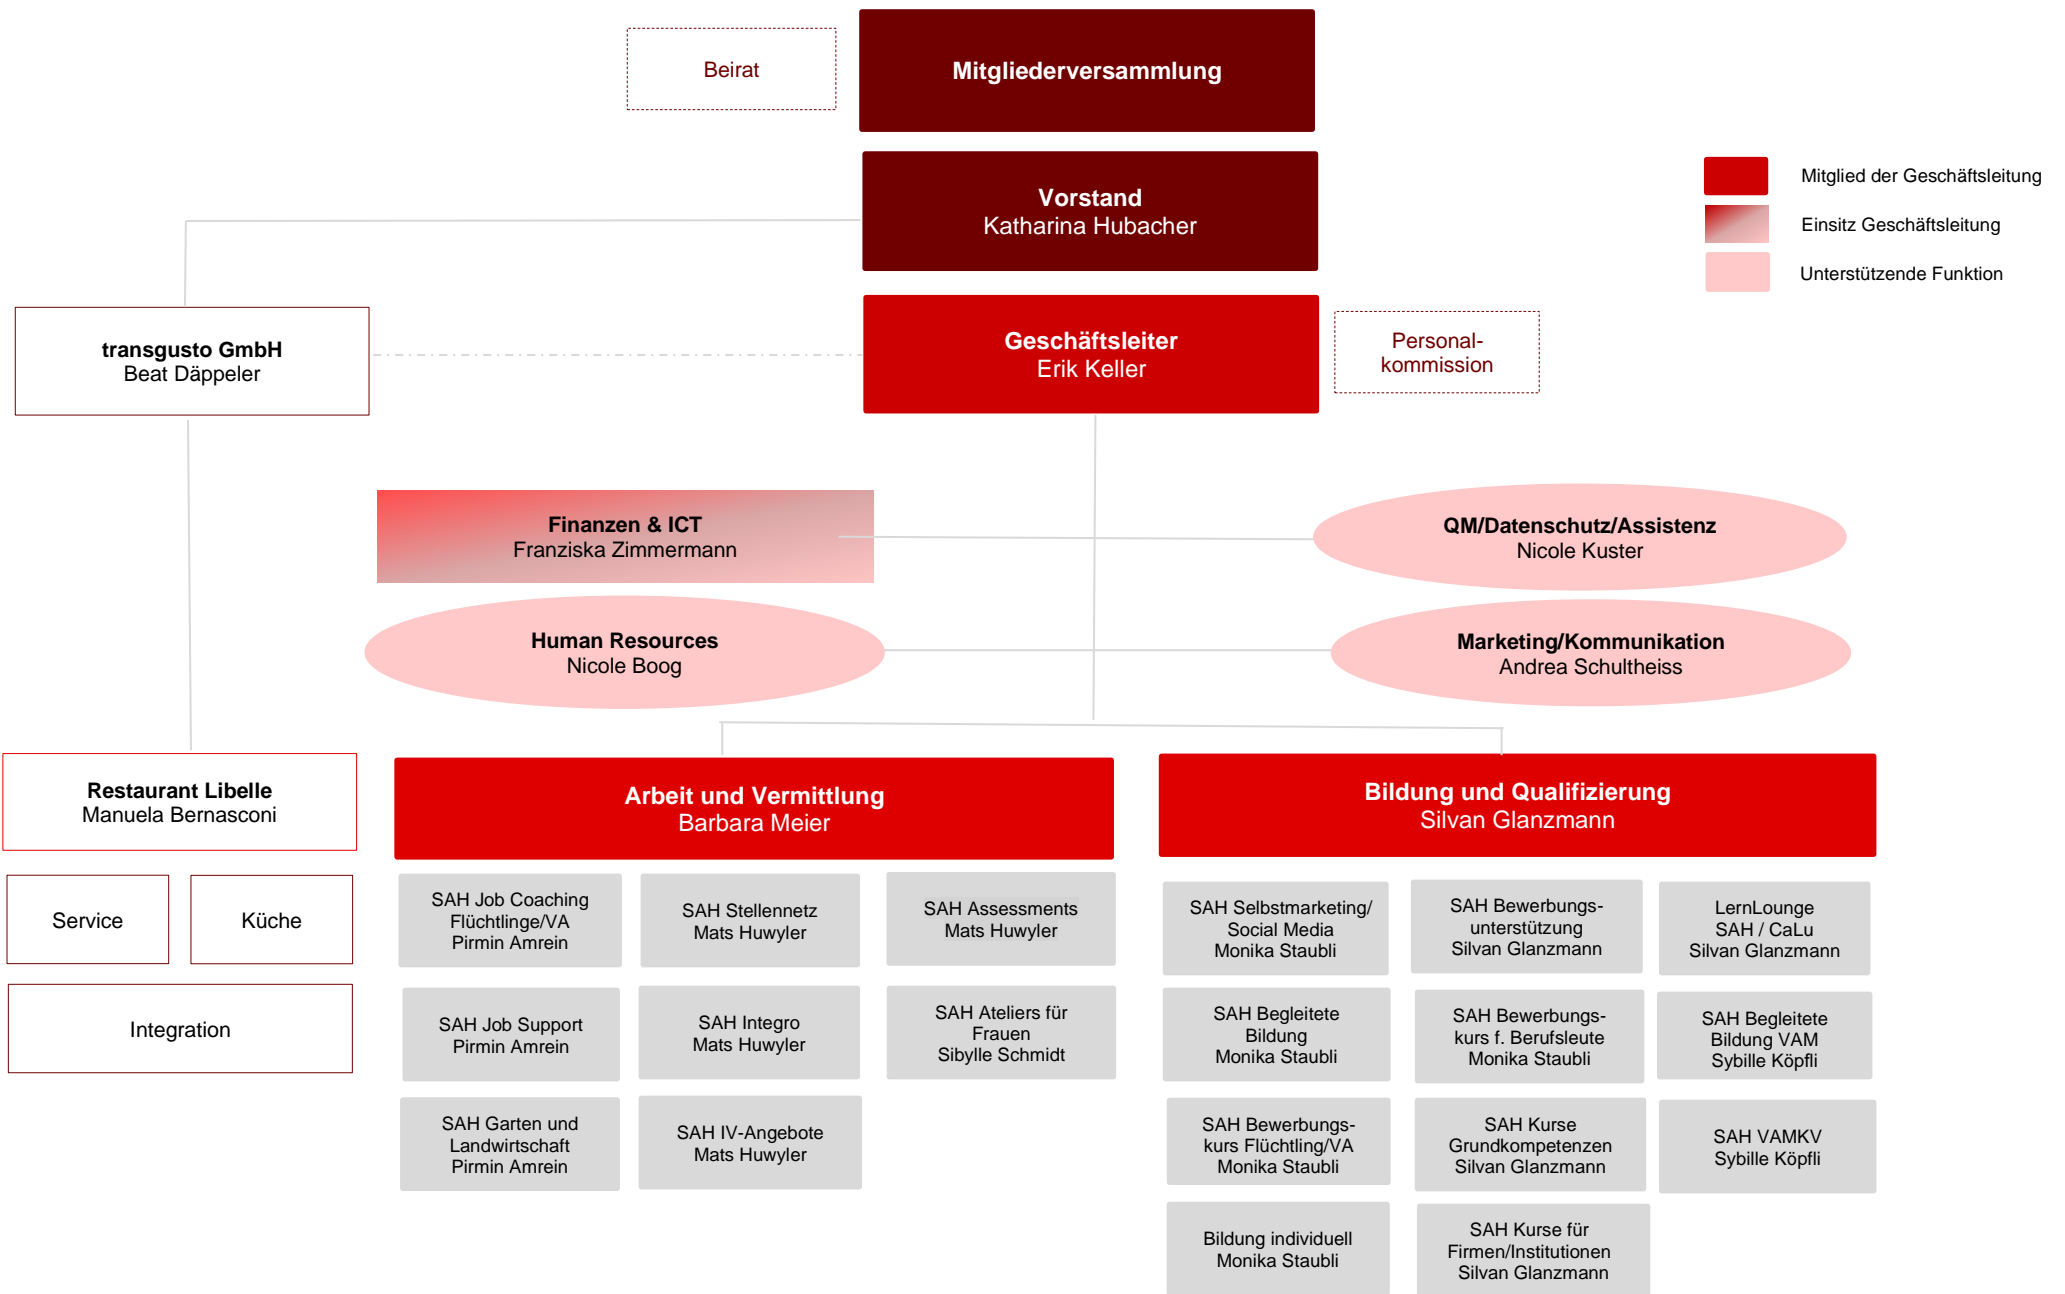 Beirat
Mitgliederversammlung
Vorstand
Katharina Hubacher
Mitglied der Geschäftsleitung
Einsitz Geschäftsleitung
Unterstützende Funktion
transgusto GmbH
Beat Däppeler
Geschäftsleiter
Erik Keller
Personal-
kommission
Finanzen & ICT
Franziska Zimmermann
QM/Datenschutz/Assistenz
Nicole Kuster
Human Resources
Nicole Boog
Marketing/Kommunikation
Andrea Schultheiss
Restaurant Libelle
Manuela Bernasconi
Service
Küche
Integration
Arbeit und Vermittlung
Barbara Meier
SAH Job Coaching
Flüchtlinge/VA
Pirmin Amrein
SAH Stellennetz
Mats Huwyler
SAH Assessments
Mats Huwyler
SAH Job Support
Pirmin Amrein
SAH Integro
Mats Huwyler
SAH Ateliers für
Frauen
Sibylle Schmidt
SAH Garten und
Landwirtschaft
Pirmin Amrein
SAH IV-Angebote
Mats Huwyler
Bildung und Qualifizierung
Silvan Glanzmann
SAH Selbstmarketing/
Social Media
Monika Staubli
SAH Bewerbungs-
unterstützung
Silvan Glanzmann
LernLounge
SAH / CaLu
Silvan Glanzmann
SAH Begleitete
Bildung
Monika Staubli
SAH Bewerbungs-
kurs f. Berufsleute
Monika Staubli
SAH Begleitete
Bildung VAM
Sybille Köpfli
SAH Bewerbungs-
kurs Flüchtling/VA
Monika Staubli
SAH Kurse
Grundkompetenzen
Silvan Glanzmann
SAH VAMKV
Sybille Köpfli
Bildung individuell
Monika Staubli
SAH Kurse für
Firmen/Institutionen
Silvan Glanzmann